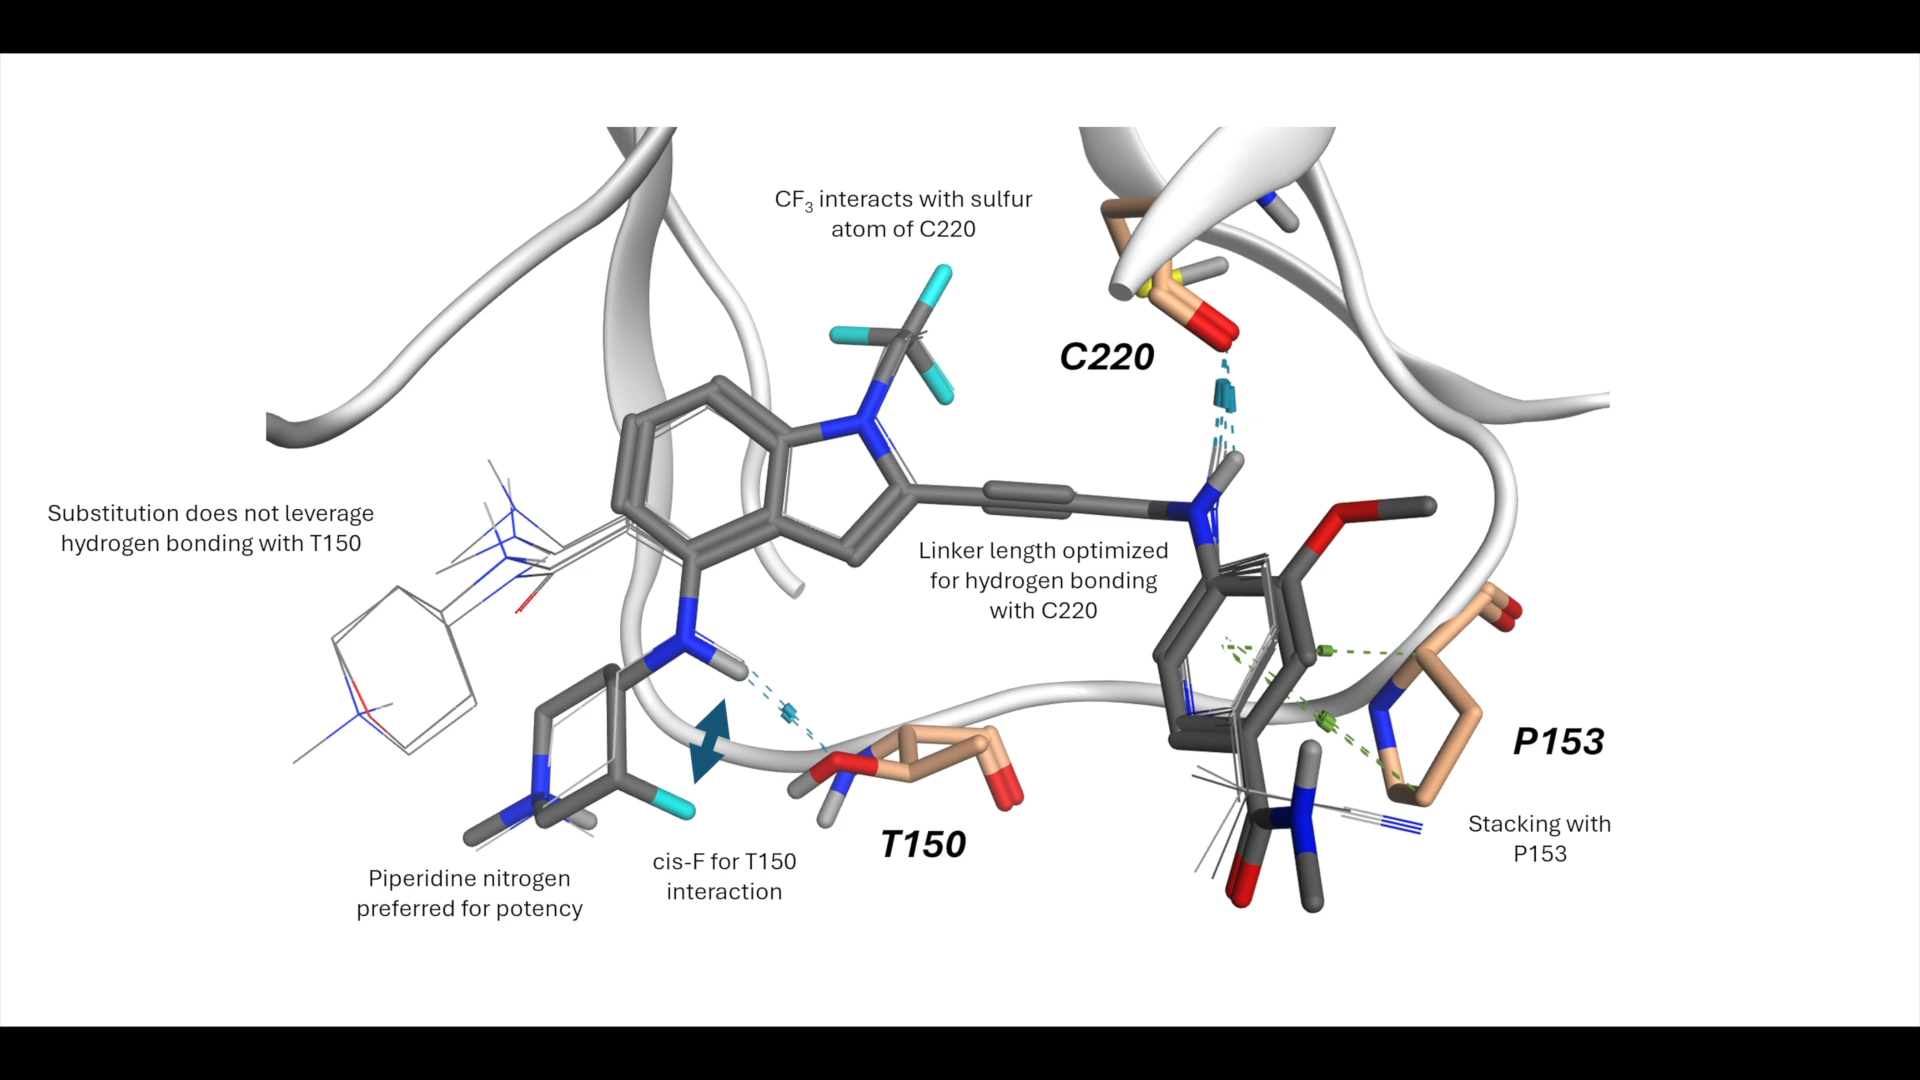 CF3 interacts with sulfur
atom of C220
C220
Substitution does not leverage
hydrogen bonding with T150
Linker length optimized
for hydrogen bonding
with C220
P153
Stacking with
P153
T150
cis-F for T150
interaction
Piperidine nitrogen
preferred for potency